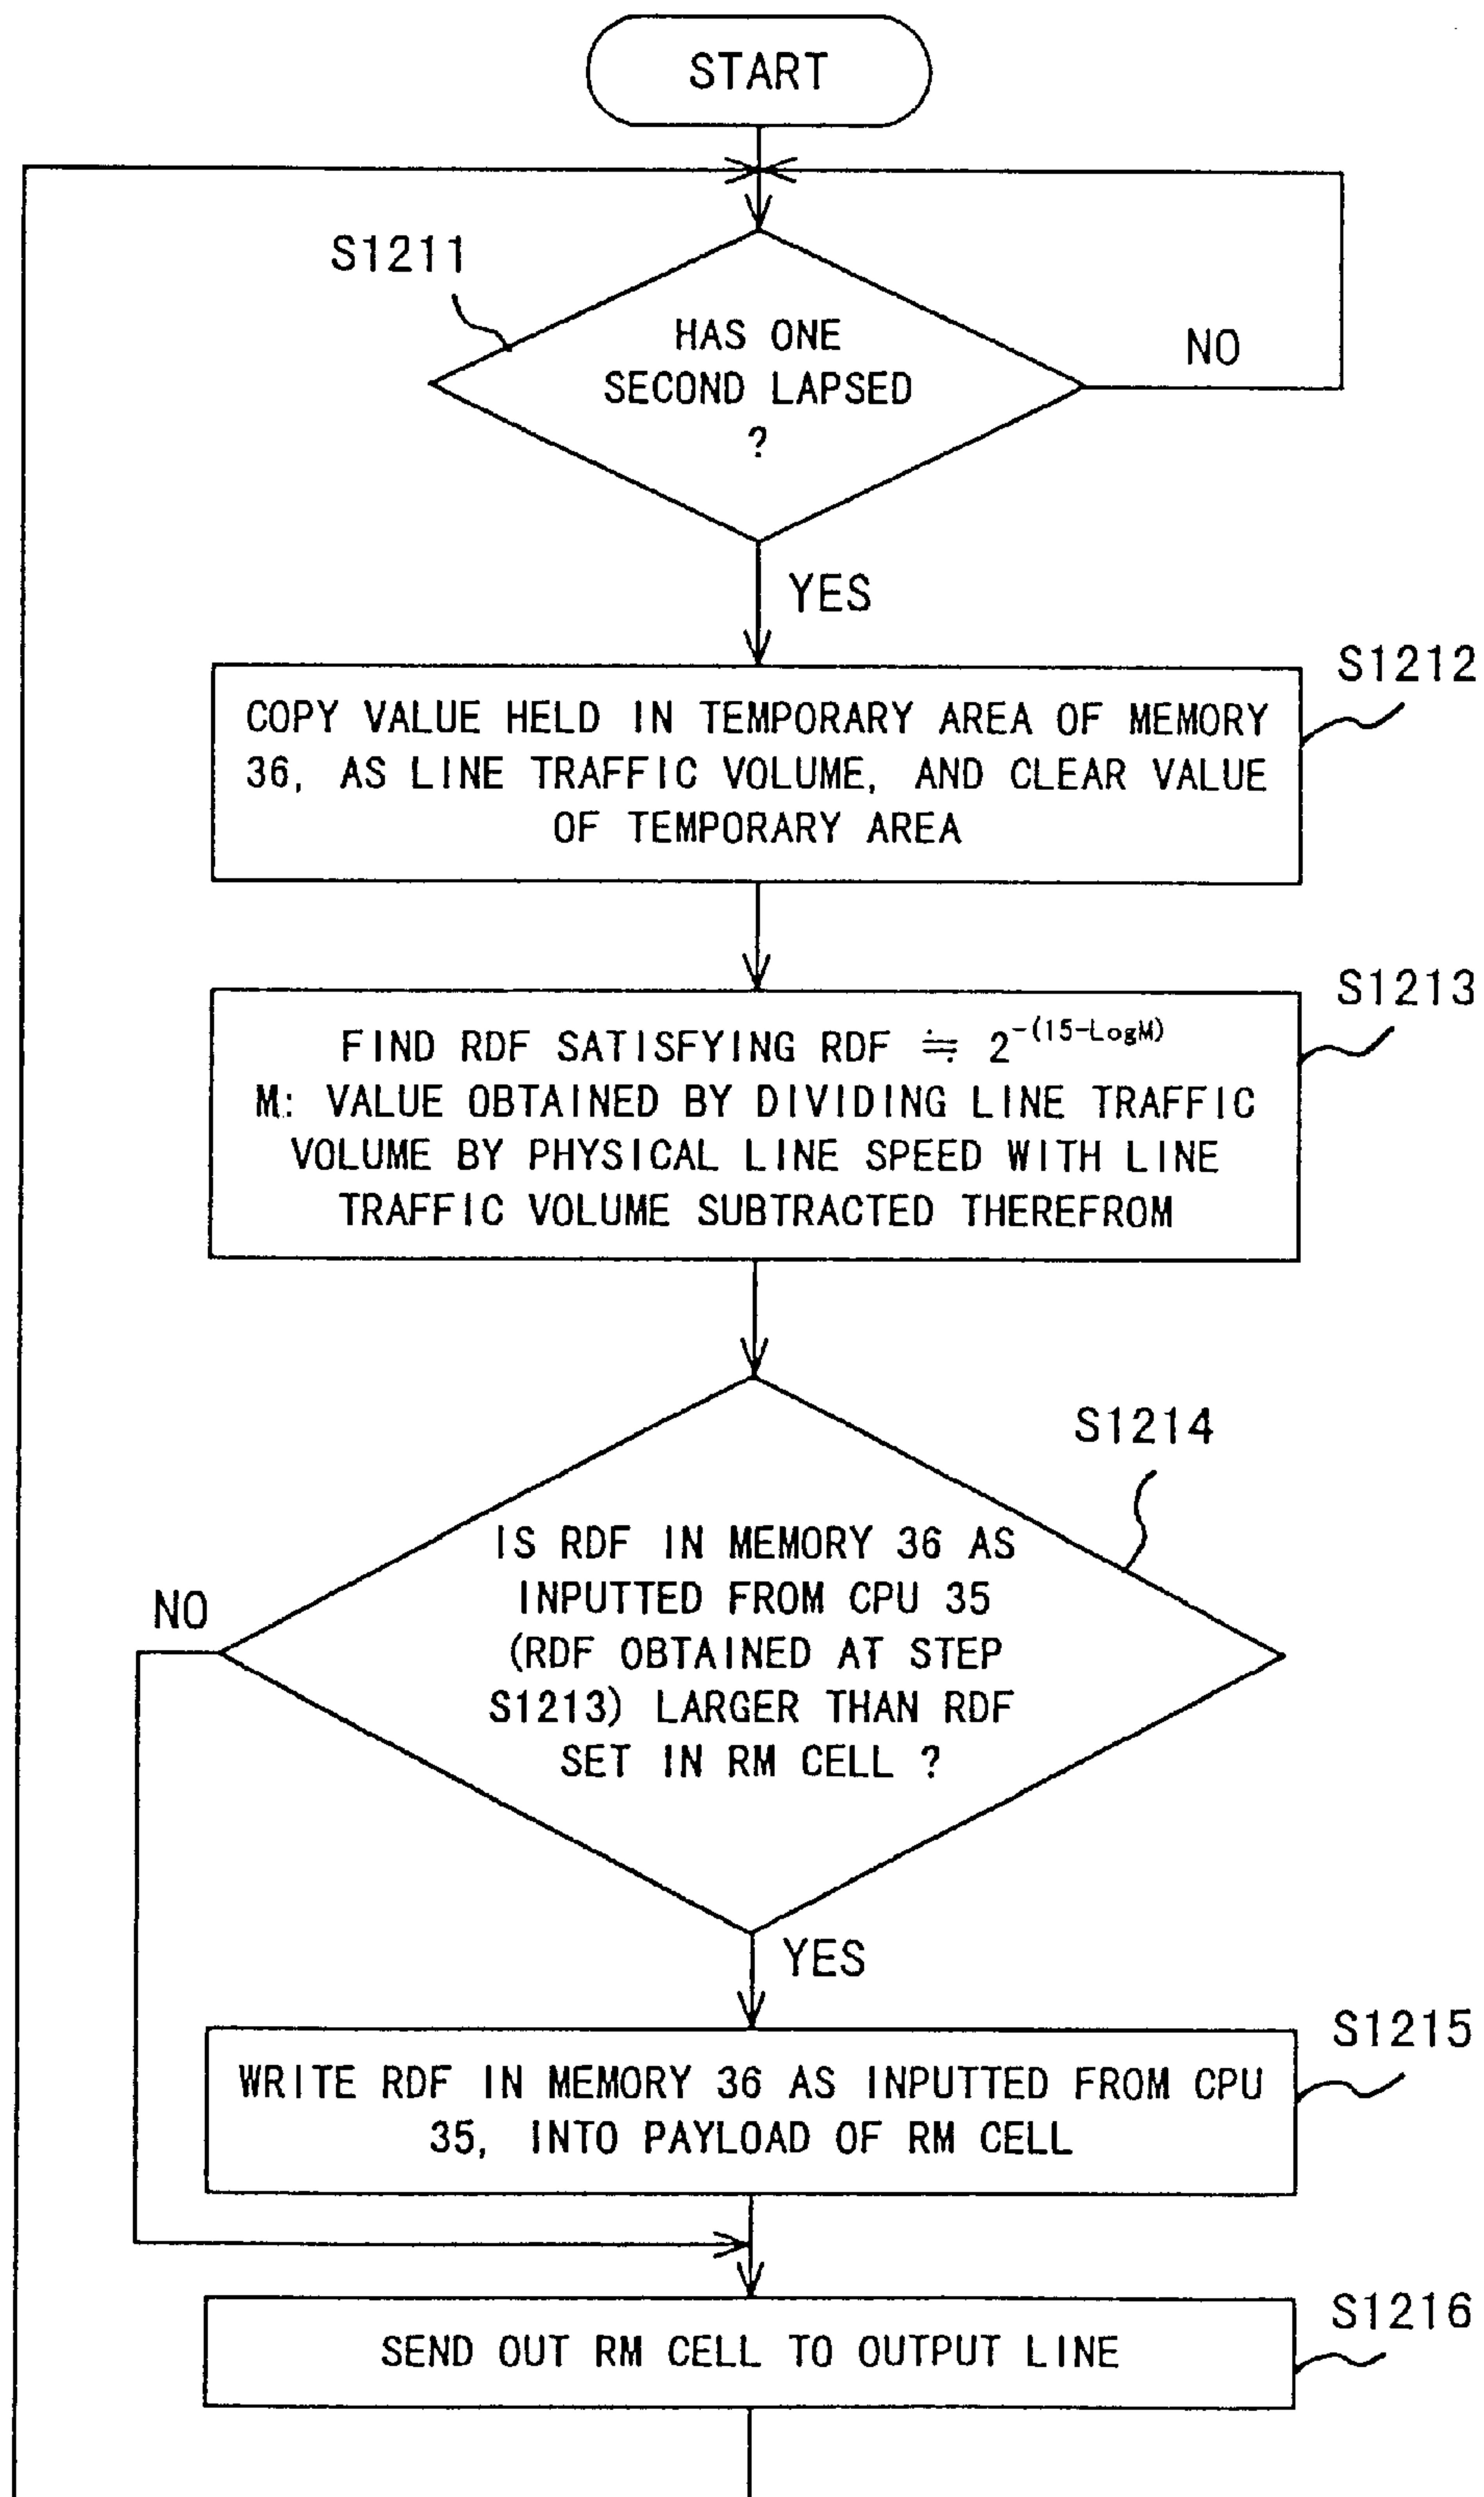 START
S1211
HAS ONE
SECOND LAPSED
?
NO
YES
S1212
COPY VALUE HELD IN TEMPORARY AREA OF MEMORY
36, AS LINE TRAFFIC VOLUME, AND CLEAR VALUE
OF TEMPORARY AREA
S1213
FIND RDF SATISFYING RDF ≒ 2^-(15-LogM)
M: VALUE OBTAINED BY DIVIDING LINE TRAFFIC
VOLUME BY PHYSICAL LINE SPEED WITH LINE
TRAFFIC VOLUME SUBTRACTED THEREFROM
S1214
IS RDF IN MEMORY 36 AS
INPUTTED FROM CPU 35
(RDF OBTAINED AT STEP
S1213) LARGER THAN RDF
SET IN RM CELL ?
NO
YES
S1215
WRITE RDF IN MEMORY 36 AS INPUTTED FROM CPU
35, INTO PAYLOAD OF RM CELL
S1216
SEND OUT RM CELL TO OUTPUT LINE